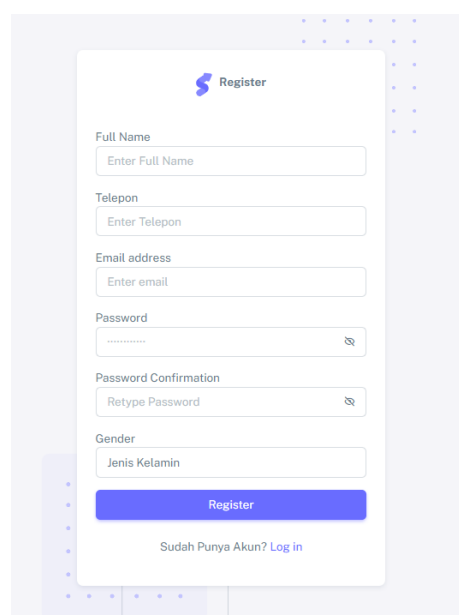 Register
Full Name
Enter Full Name
Telepon
Enter Telepon
Email address
Enter email
Password
············
Password Confirmation
Retype Password
Gender
Jenis Kelamin
Register
Sudah Punya Akun? Log in